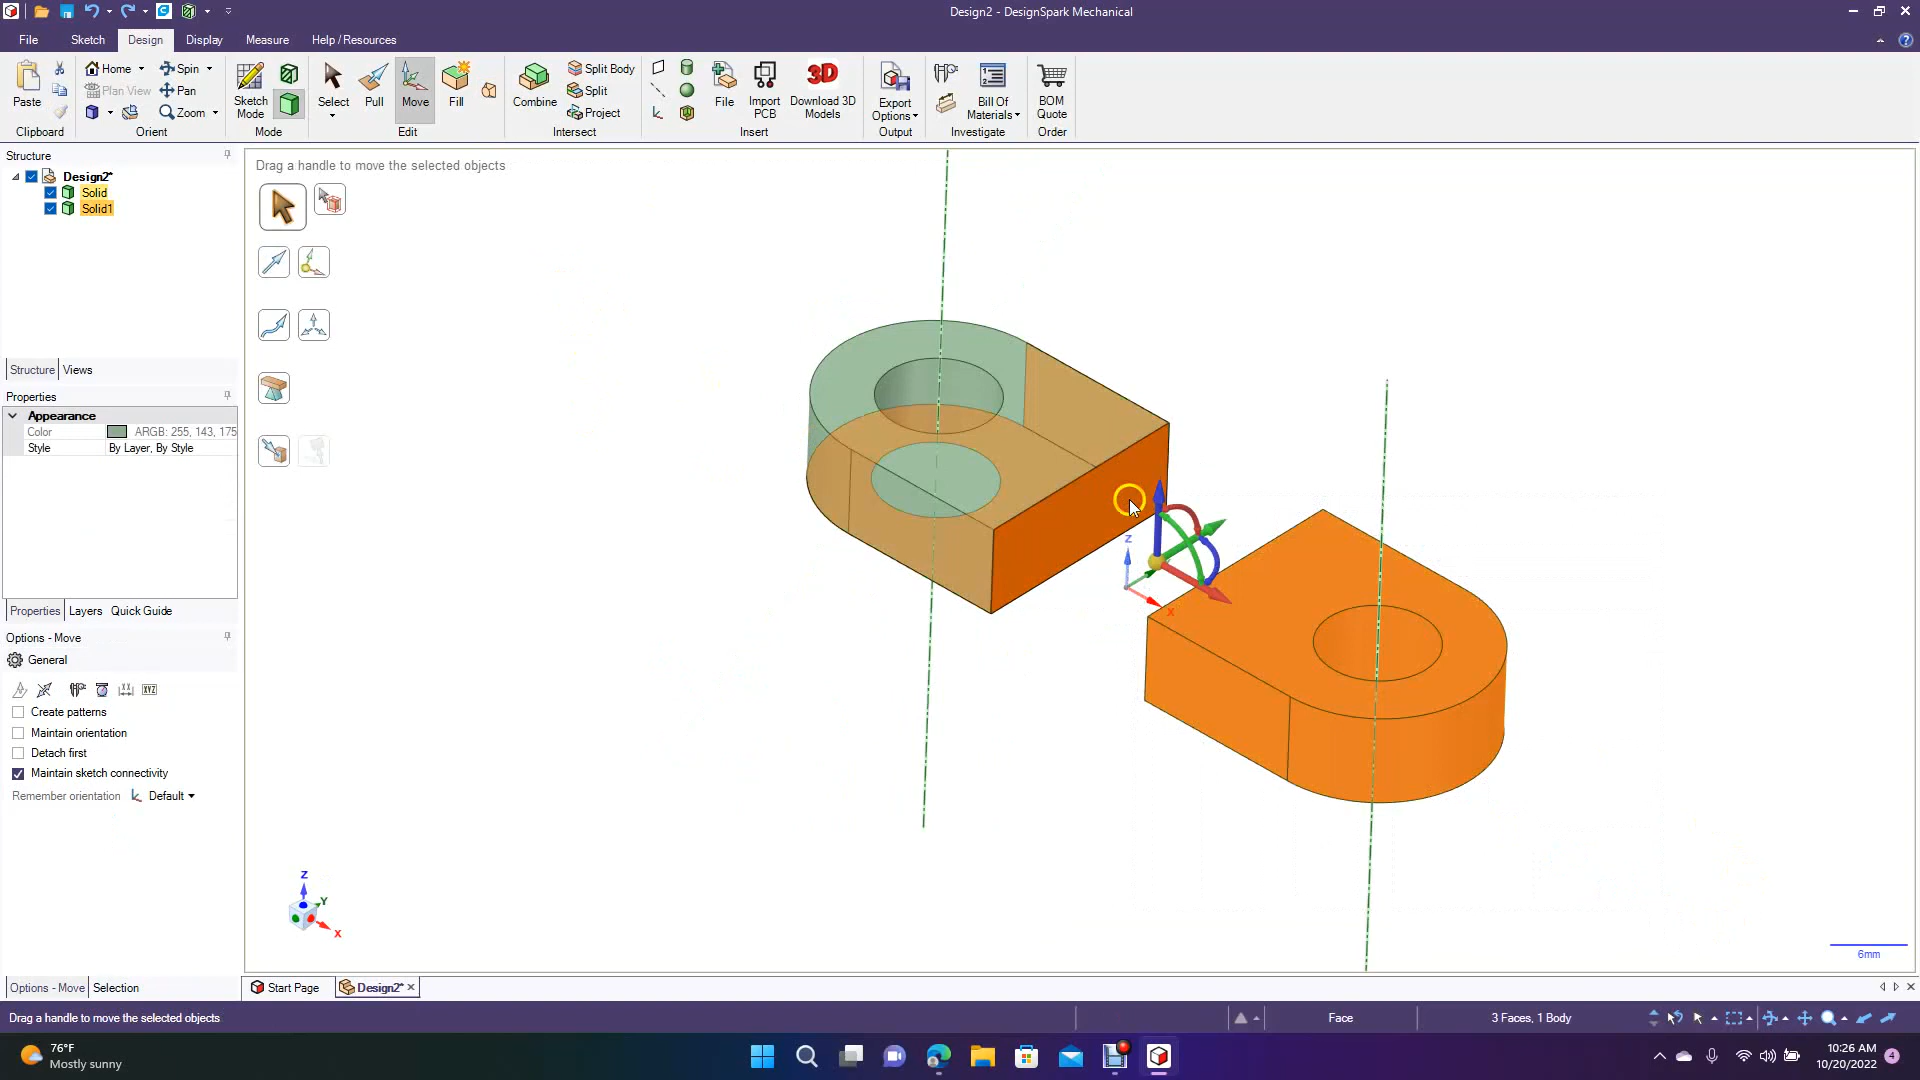 Design2 - DesignSpark Mechanical
File Sketch Design Display Measure Help / Resources
Paste
Clipboard
Home Spin
Plan View Pan
Zoom
Orient
Sketch Mode
Mode
Select
Pull
Move
Fill
Edit
Combine
Split Body
Split
Project
Intersect
File
Import PCB
3D
Download 3D Models
Insert
Export Options
Output
Bill Of Materials
Investigate
BOM Quote
Order
Structure
Design2*
Solid
Solid1
Structure Views
Properties
Appearance
Color ARGB: 255, 143, 175
Style By Layer, By Style
Properties Layers Quick Guide
Options - Move
General
XYZ
Create patterns
Maintain orientation
Detach first
Maintain sketch connectivity
Remember orientation Default
Options - Move Selection
Drag a handle to move the selected objects
Z
X
Z
Y
X
6mm
Start Page Design2*
Drag a handle to move the selected objects
Face
3 Faces, 1 Body
76°F
Mostly sunny
10:26 AM
10/20/2022
4